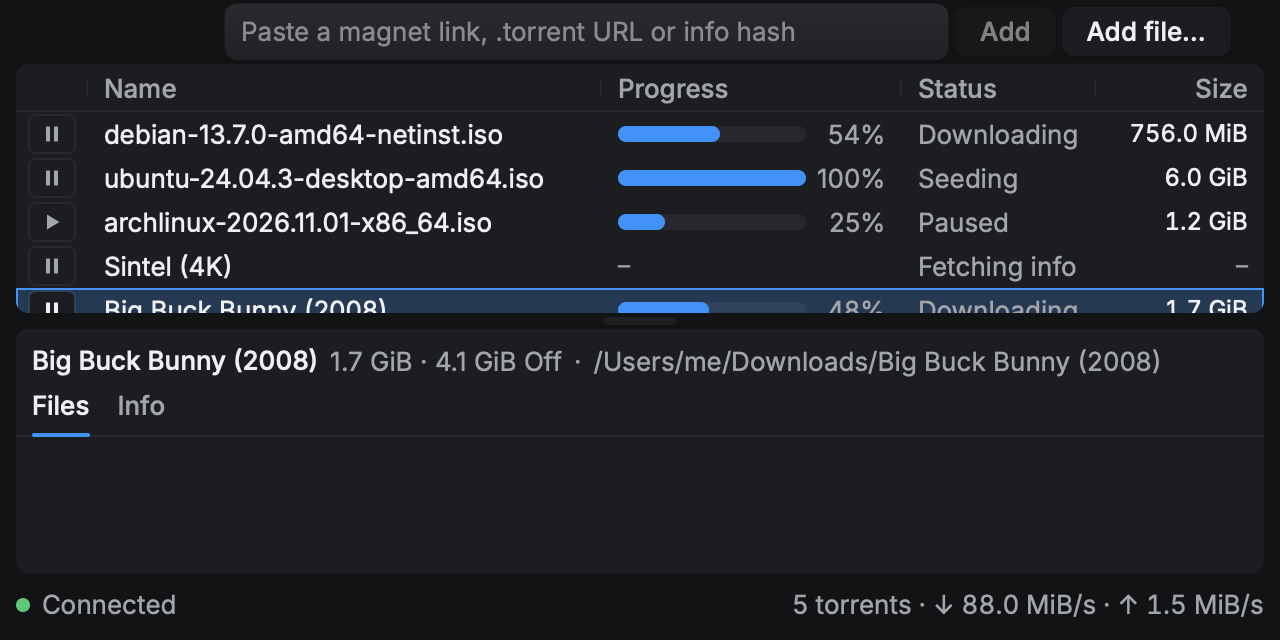 Paste a magnet link, .torrent URL or info hash Add Add file...
Name Progress Status Size
debian-13.7.0-amd64-netinst.iso 54% Downloading 756.0 MiB
ubuntu-24.04.3-desktop-amd64.iso 100% Seeding 6.0 GiB
archlinux-2026.11.01-x86_64.iso 25% Paused 1.2 GiB
Sintel (4K) – Fetching info –
Big Buck Bunny (2008) 48% Downloading 1.7 GiB
Big Buck Bunny (2008) 1.7 GiB · 4.1 GiB Off · /Users/me/Downloads/Big Buck Bunny (2008)
Files Info
Connected 5 torrents · ↓ 88.0 MiB/s · ↑ 1.5 MiB/s